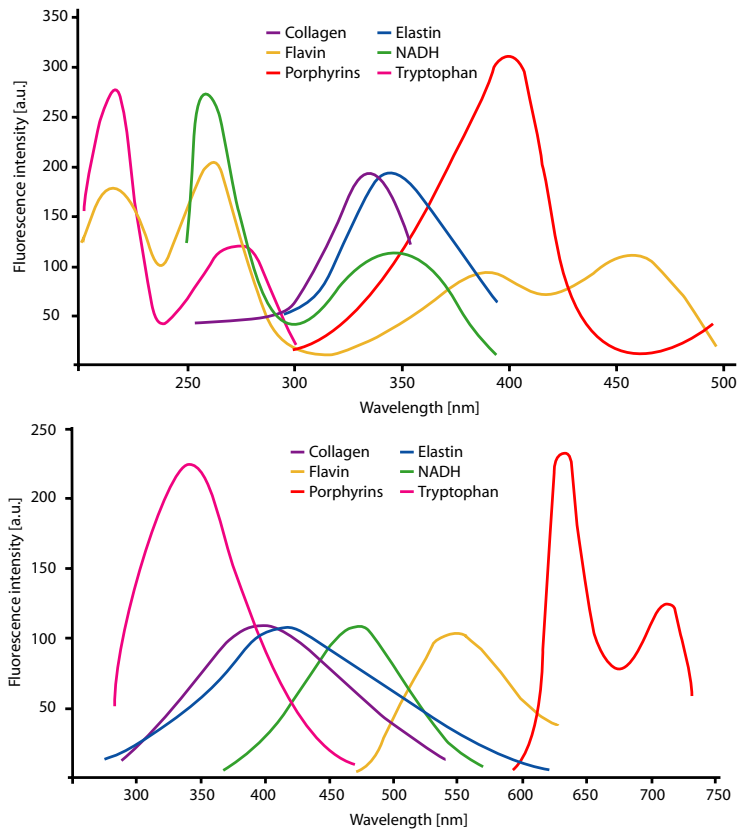 350
300
250
200
150
100
50
Fluorescence intensity [a.u.]
Collagen Elastin
Flavin NADH
Porphyrins Tryptophan
250 300 350 400 450 500
Wavelength [nm]
250
200
150
100
50
Fluorescence intensity [a.u.]
Collagen Elastin
Flavin NADH
Porphyrins Tryptophan
300 350 400 450 500 550 600 650 700 750
Wavelength [nm]